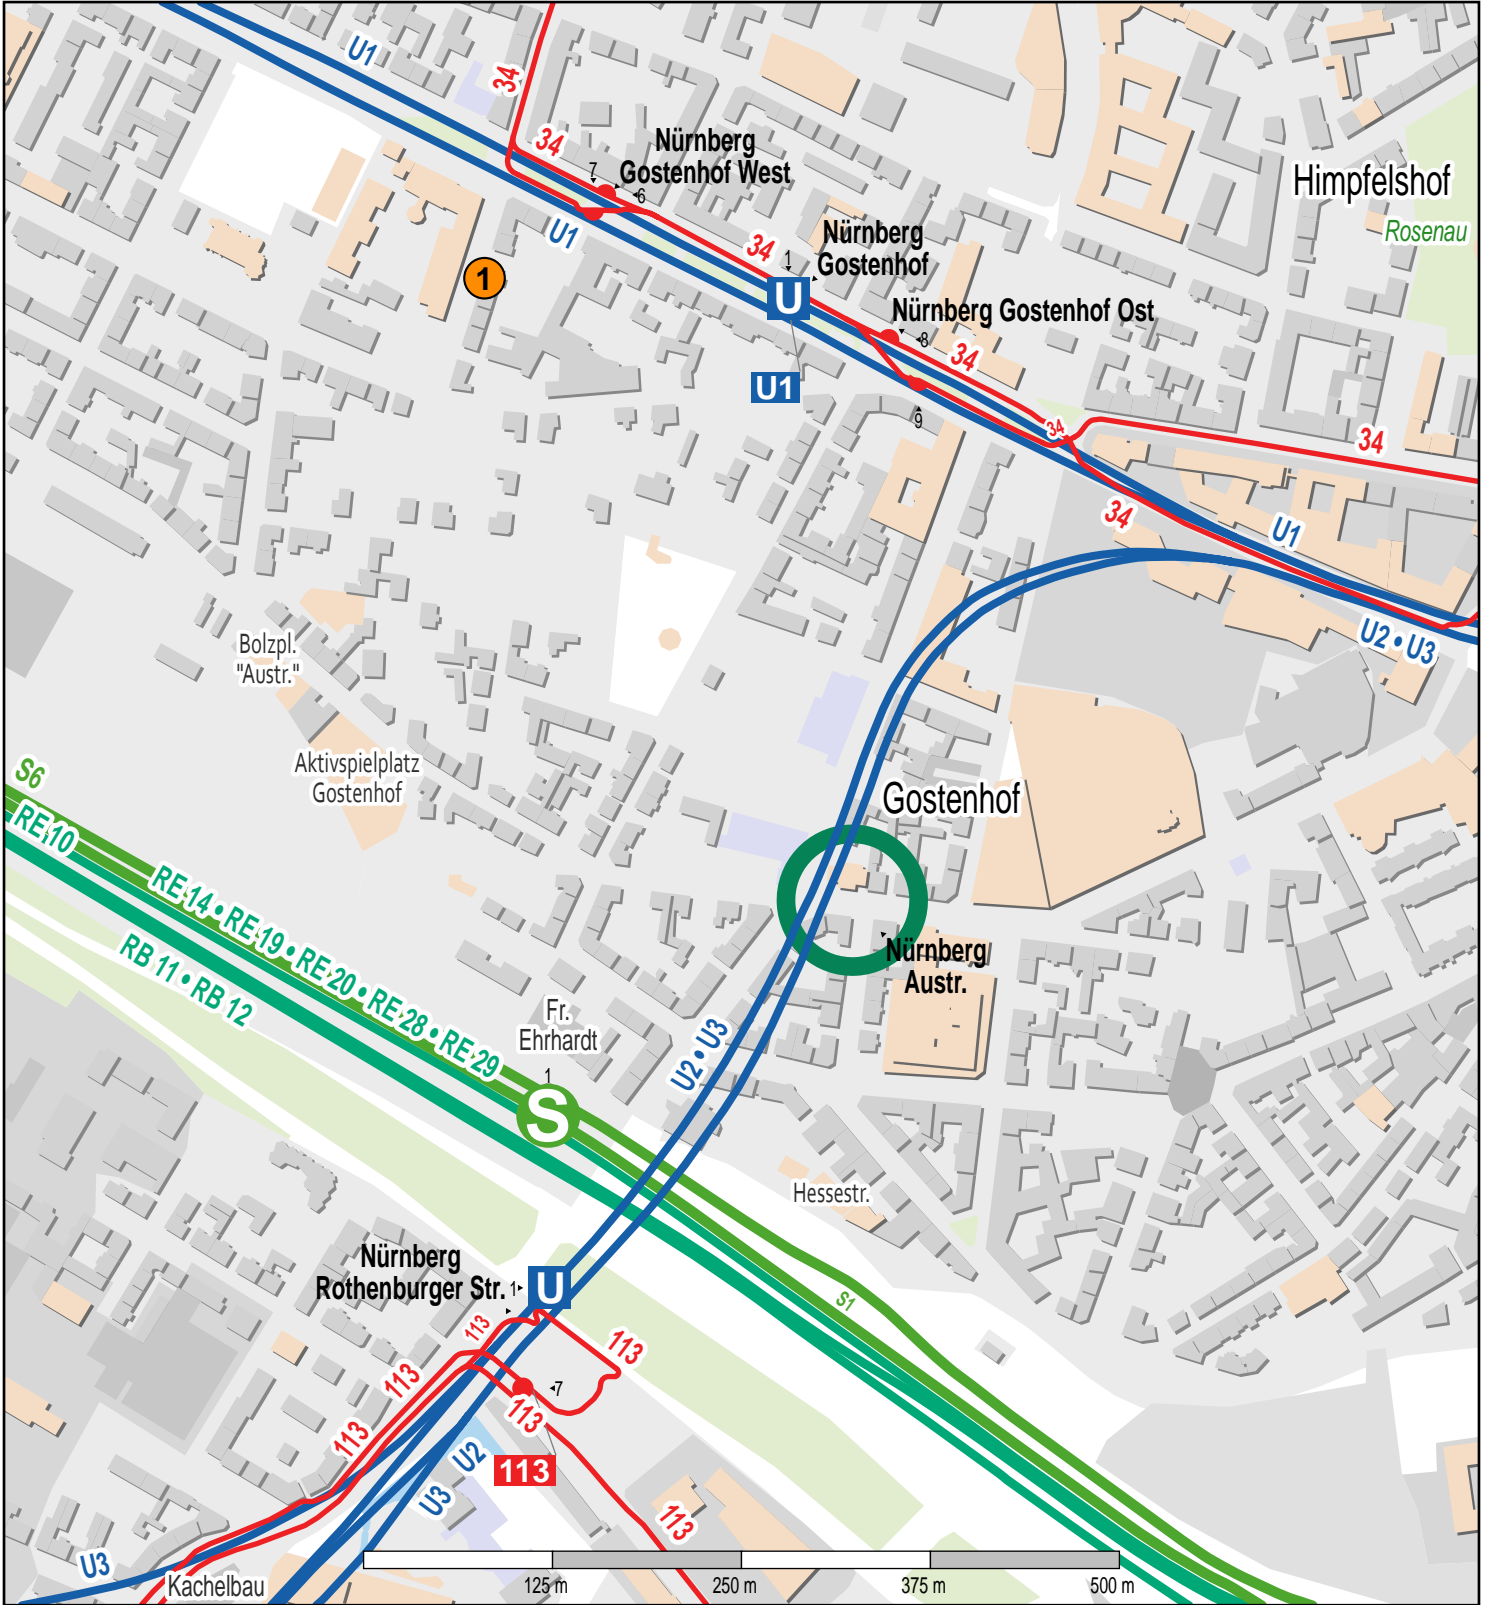 U1
34
34
Nürnberg
Gostenhof West
7
6
Himpfelshof
Rosenau
U1
34
1
Nürnberg
Gostenhof
1
U
Nürnberg Gostenhof Ost
8
34
U1
9
34
34
34
U1
U2 • U3
Bolzpl.
"Austr."
Aktivspielplatz
Gostenhof
S6
RE 10
Gostenhof
RE 14 • RE 19 • RE 20 • RE 28 • RE 29
RB 11 • RB 12
Nürnberg
Austr.
Fr.
Ehrhardt
U2 • U3
1
S
Hessestr.
Nürnberg
Rothenburger Str.
1
U
S1
113
113
113
7
113
113
U2
113
U3
113
U3
Kachelbau
125 m
250 m
375 m
500 m